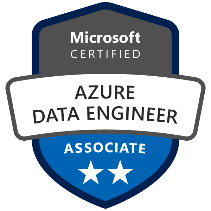 Microsoft
CERTIFIED
AZURE
DATA ENGINEER
ASSOCIATE